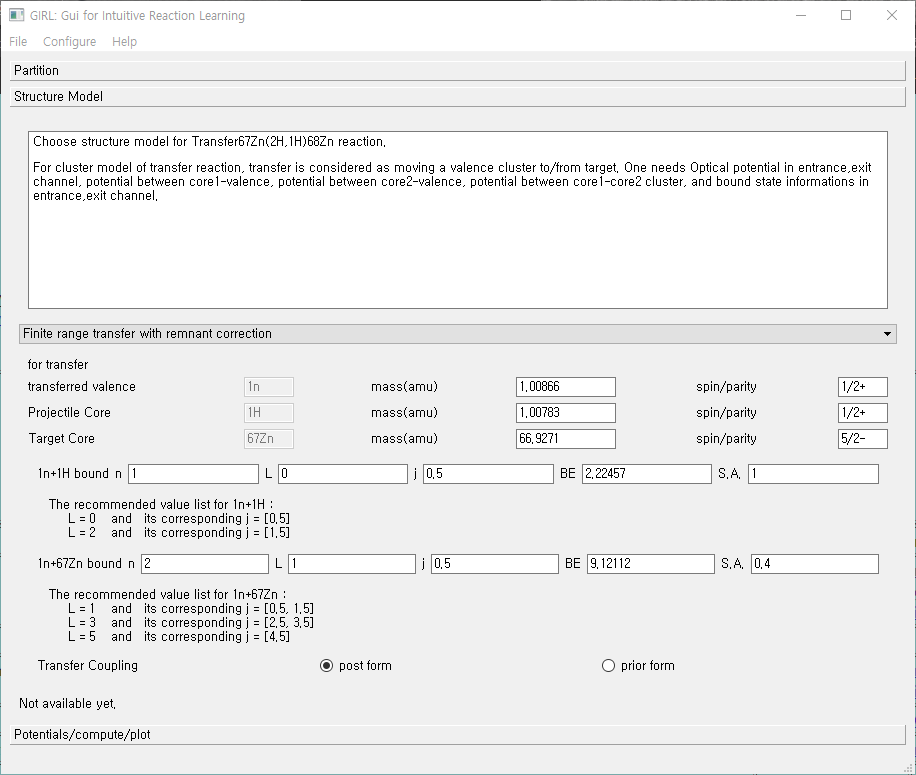 GIRL: Gui for Intuitive Reaction Learning
File Configure Help
Partition
Structure Model
Choose structure model for Transfer67Zn(2H,1H)68Zn reaction.
For cluster model of transfer reaction, transfer is considered as moving a valence cluster to/from target. One needs Optical potential in entrance,exit
channel, potential between core1-valence, potential between core2-valence, potential between core1-core2 cluster, and bound state informations in
entrance,exit channel.
Finite range transfer with remnant correction
for transfer
transferred valence 1n mass(amu) 1.00866 spin/parity 1/2+
Projectile Core 1H mass(amu) 1.00783 spin/parity 1/2+
Target Core 67Zn mass(amu) 66.9271 spin/parity 5/2-
1n+1H bound n 1 L 0 j 0.5 BE 2.22457 S.A. 1
The recommended value list for 1n+1H :
L = 0 and its corresponding j = [0.5]
L = 2 and its corresponding j = [1.5]
1n+67Zn bound n 2 L 1 j 0.5 BE 9.12112 S.A. 0.4
The recommended value list for 1n+67Zn :
L = 1 and its corresponding j = [0.5, 1.5]
L = 3 and its corresponding j = [2.5, 3.5]
L = 5 and its corresponding j = [4.5]
Transfer Coupling post form prior form
Not available yet.
Potentials/compute/plot